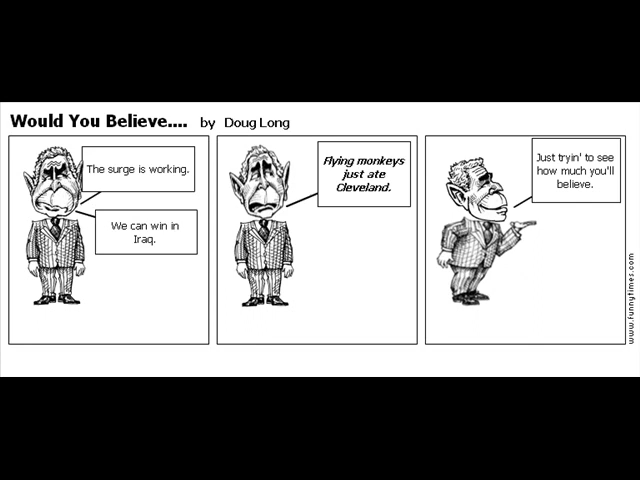 Would You Believe.... by Doug Long
The surge is working.
We can win in
Iraq.
Flying monkeys
just ate
Cleveland.
Just tryin' to see
how much you'll
believe.
www.funnytimes.com